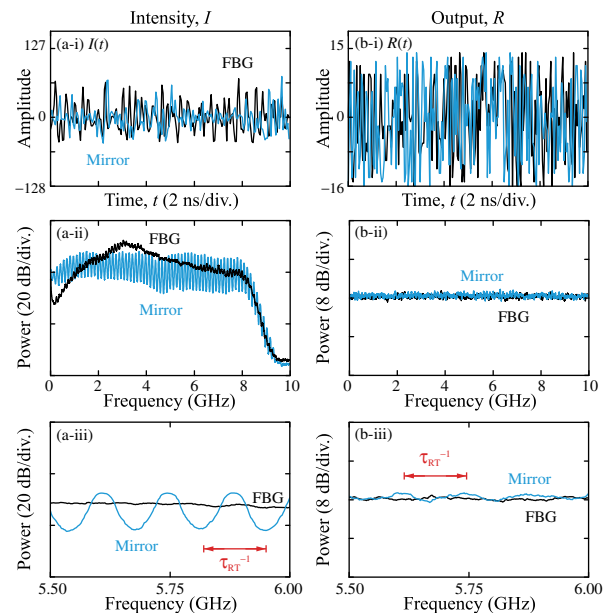 Intensity, I
Output, R
127
(a-i) I(t)
FBG
Amplitude
0
Mirror
−128
Time, t (2 ns/div.)
15
(b-i) R(t)
Amplitude
0
−16
Time, t (2 ns/div.)
(a-ii)
FBG
Power (20 dB/div.)
Mirror
0 2 4 6 8 10
Frequency (GHz)
(b-ii)
Mirror
Power (8 dB/div.)
FBG
0 2 4 6 8 10
Frequency (GHz)
(a-iii)
FBG
Power (20 dB/div.)
Mirror
τRT−1
5.50 5.75 6.00
Frequency (GHz)
(b-iii)
τRT−1
Mirror
Power (8 dB/div.)
FBG
5.50 5.75 6.00
Frequency (GHz)